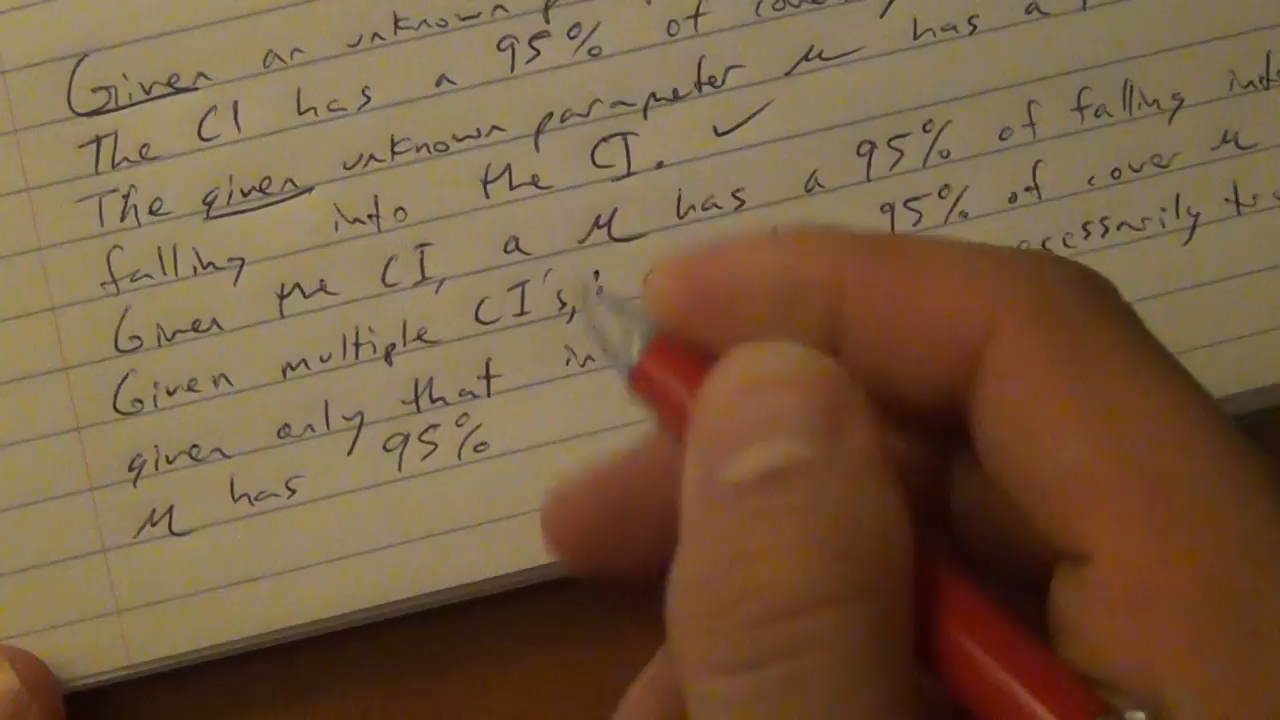 Given an unknown
The CI has a 95% of
The given unknown parameter μ has a
falling into the CI. ✓
Given the CI, a μ has a 95% of falling into
Given multiple CI's, 95% of cover μ
given only that in
μ has 95%